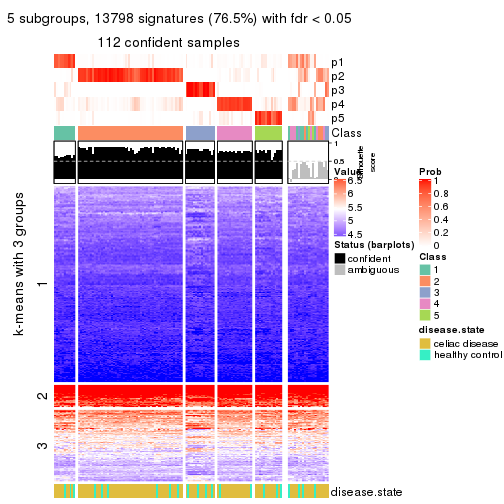 5 subgroups, 13798 signatures (76.5%) with fdr < 0.05
112 confident samples
p1
p2
p3
p4
p5
Class
1
0.5
0
silhouette
score
k-means with 3 groups
1
2
3
disease.state
Value
6.5
6
5.5
5
4.5
Status (barplots)
confident
ambiguous
Prob
1
0.8
0.6
0.4
0.2
0
Class
1
2
3
4
5
disease.state
celiac disease
healthy control